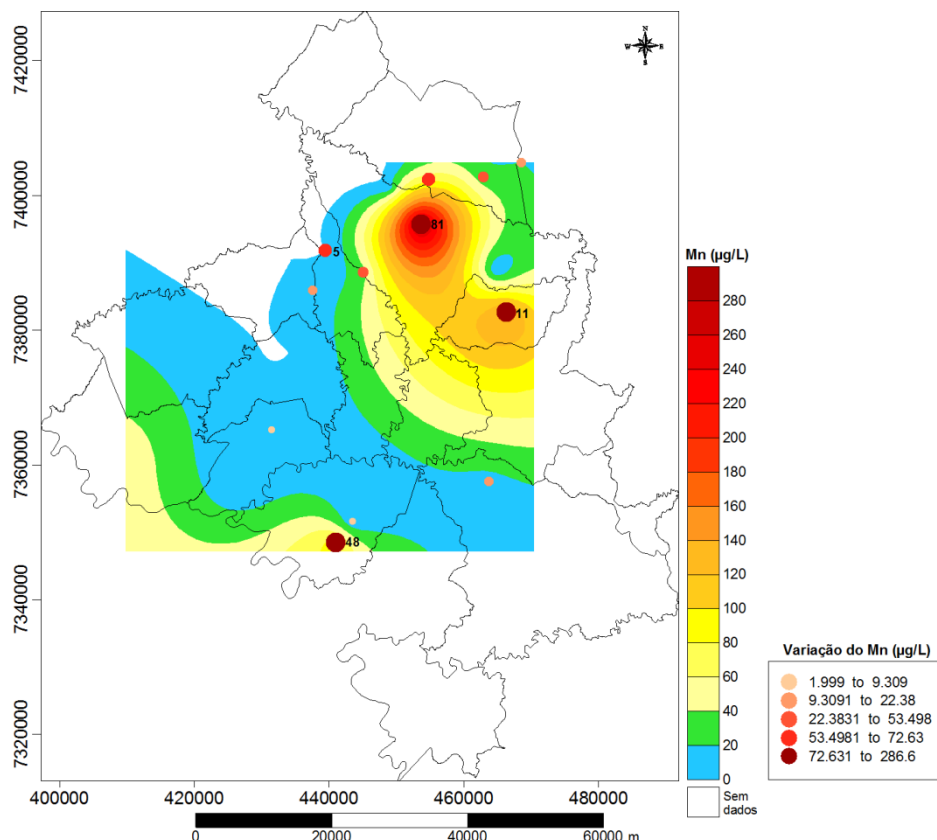 N
W E
S
7420000
7400000
7380000
7360000
7340000
7320000
81
5
11
48
400000 420000 440000 460000 480000
0 20000 40000 60000 m
Mn (µg/L)
280
260
240
220
200
180
160
140
120
100
80
60
40
20
0
Sem
dados
Variação do Mn (µg/L)
1.999 to 9.309
9.3091 to 22.38
22.3831 to 53.498
53.4981 to 72.63
72.631 to 286.6